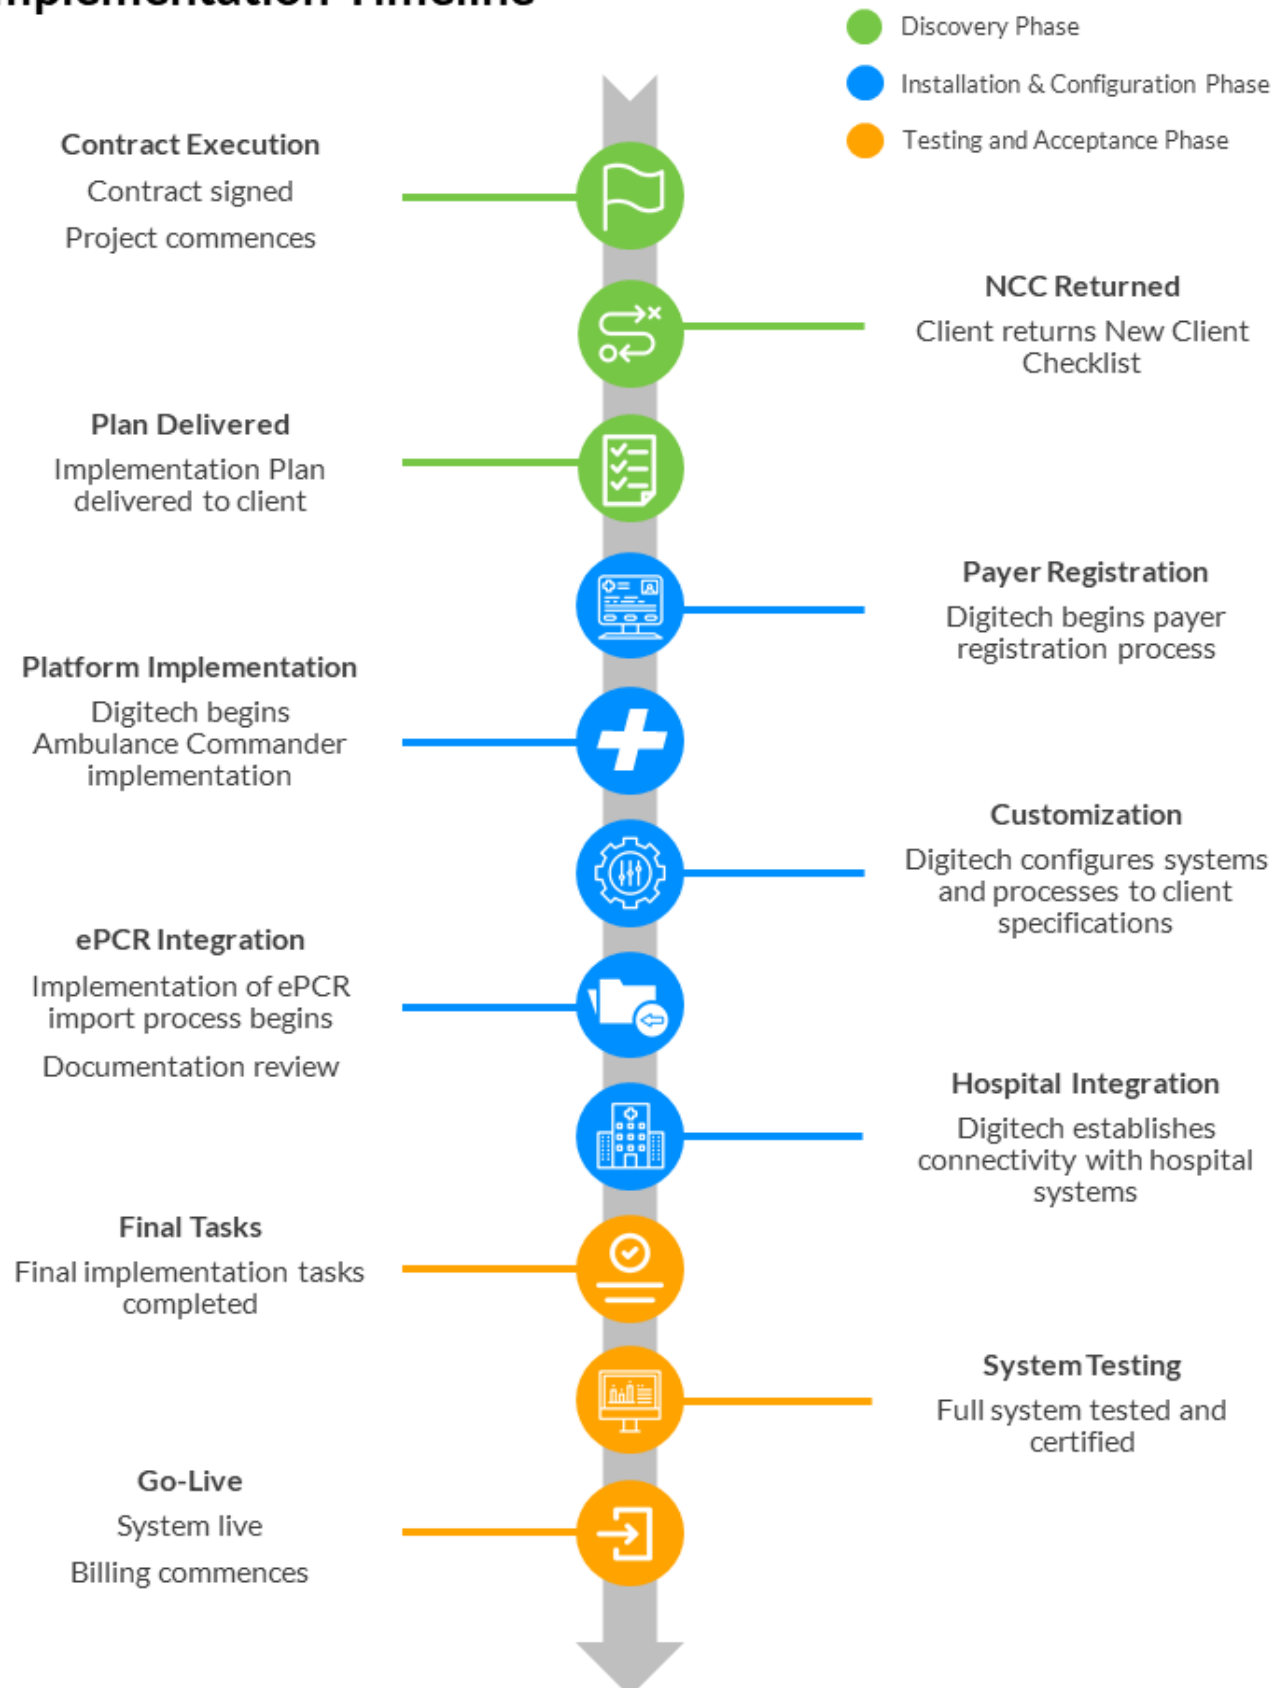 Implementation Timeline
Discovery Phase
Installation & Configuration Phase
Testing and Acceptance Phase
Contract Execution
Contract signed
Project commences
NCC Returned
Client returns New Client
Checklist
Plan Delivered
Implementation Plan
delivered to client
Payer Registration
Digitech begins payer
registration process
Platform Implementation
Digitech begins
Ambulance Commander
implementation
Customization
Digitech configures systems
and processes to client
specifications
ePCR Integration
Implementation of ePCR
import process begins
Documentation review
Hospital Integration
Digitech establishes
connectivity with hospital
systems
Final Tasks
Final implementation tasks
completed
System Testing
Full system tested and
certified
Go-Live
System live
Billing commences